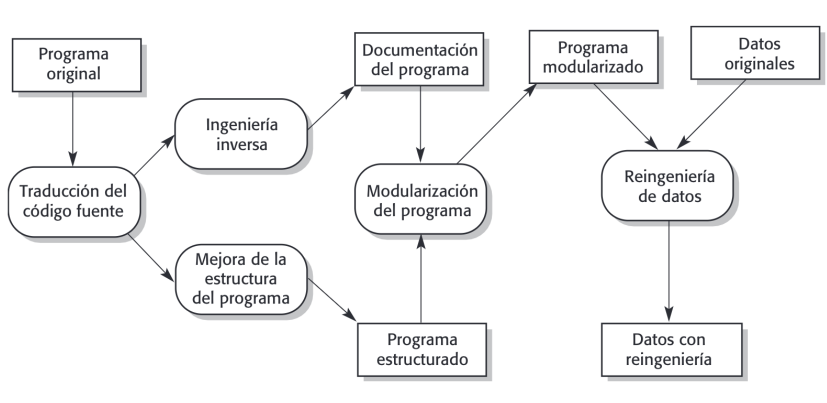 Programa
original
Documentación
del programa
Programa
modularizado
Datos
originales
Ingeniería
inversa
Traducción del
código fuente
Modularización
del programa
Reingeniería
de datos
Mejora de la
estructura
del programa
Programa
estructurado
Datos con
reingeniería